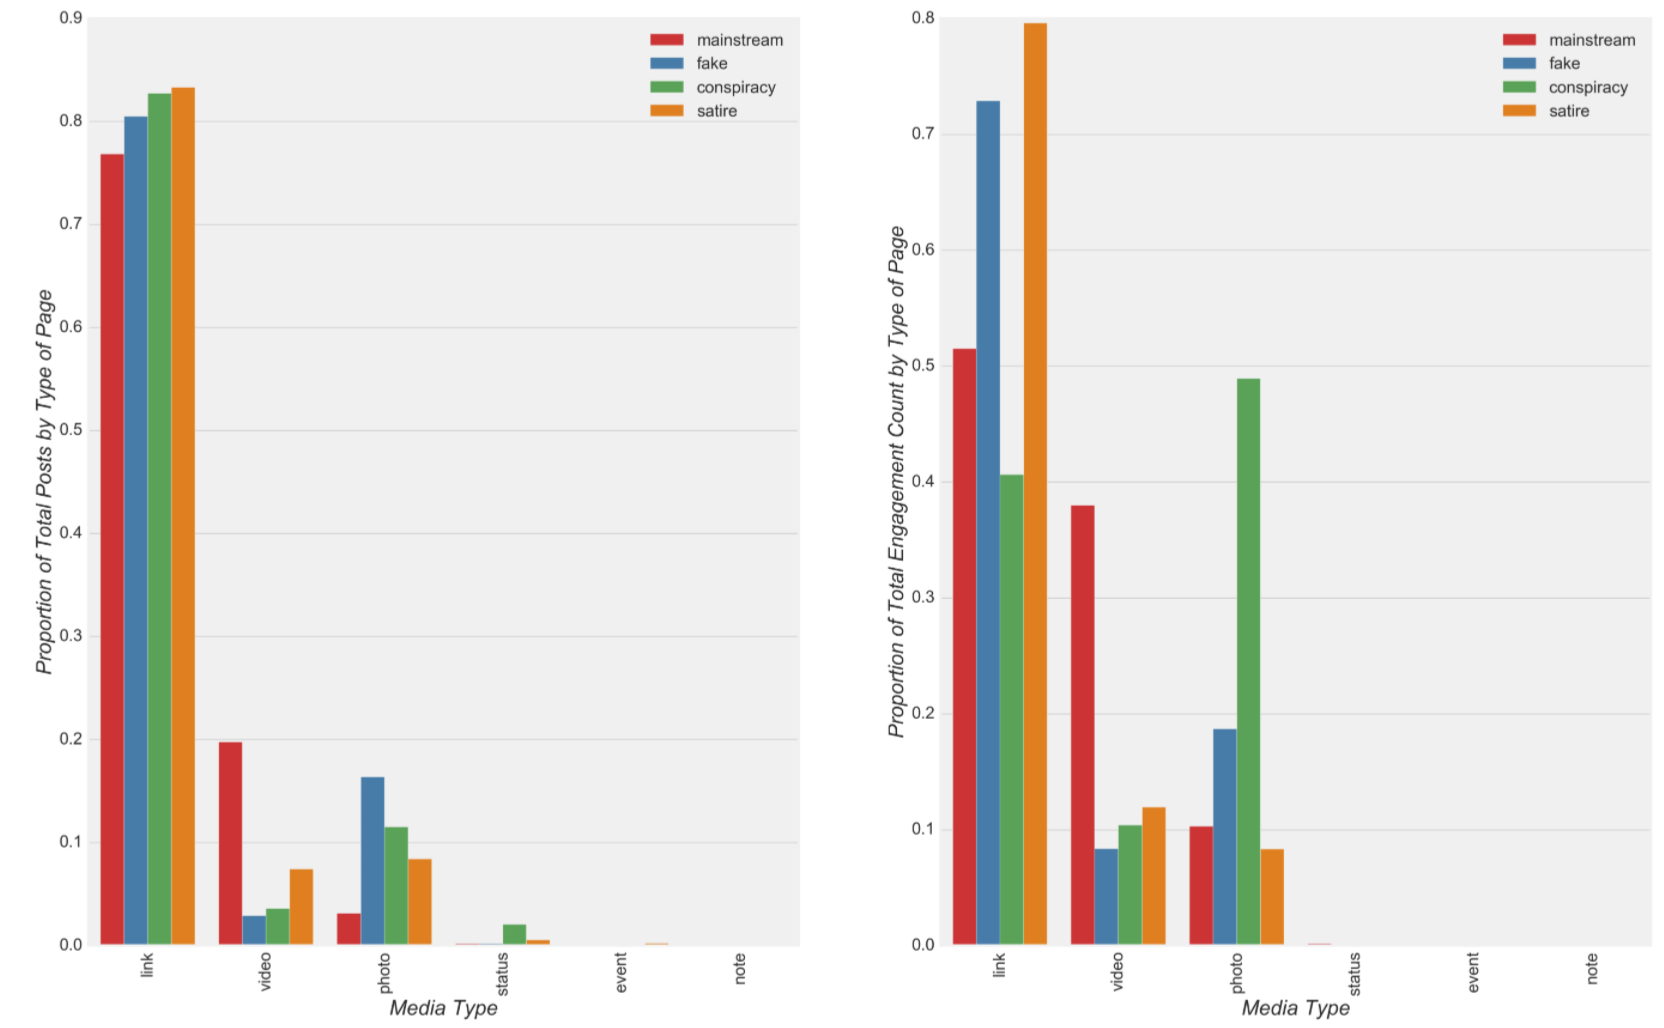 Proportion of Total Posts by Type of Page
0.9
0.8
0.7
0.6
0.5
0.4
0.3
0.2
0.1
0.0
mainstream
fake
conspiracy
satire
link
video
photo
status
event
note
Media Type
Proportion of Total Engagement Count by Type of Page
0.8
0.7
0.6
0.5
0.4
0.3
0.2
0.1
0.0
mainstream
fake
conspiracy
satire
link
video
photo
status
event
note
Media Type